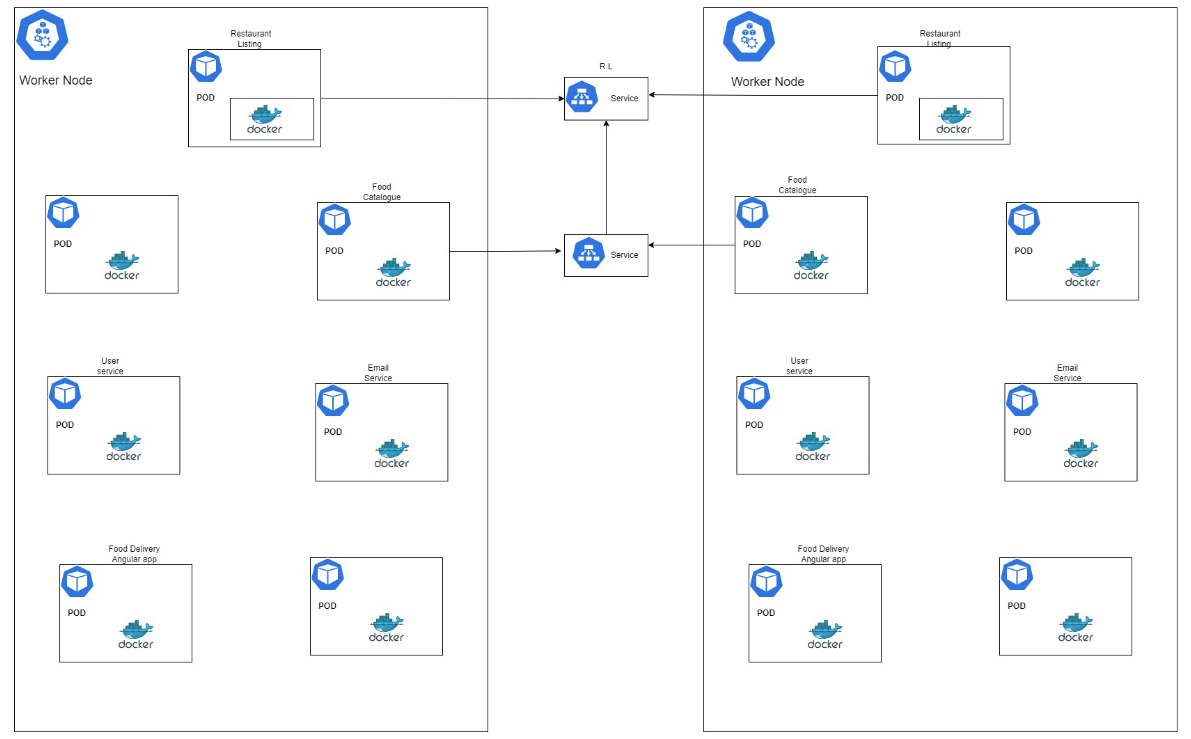 Worker Node
Restaurant
Listing
POD
docker
POD
docker
Food
Catalogue
POD
docker
User
service
POD
docker
Email
Service
POD
docker
Food Delivery
Angular app
POD
docker
POD
docker
R L
Service
Service
Worker Node
Restaurant
Listing
POD
docker
Food
Catalogue
POD
docker
POD
docker
User
service
POD
docker
Email
Service
POD
docker
Food Delivery
Angular app
POD
docker
POD
docker